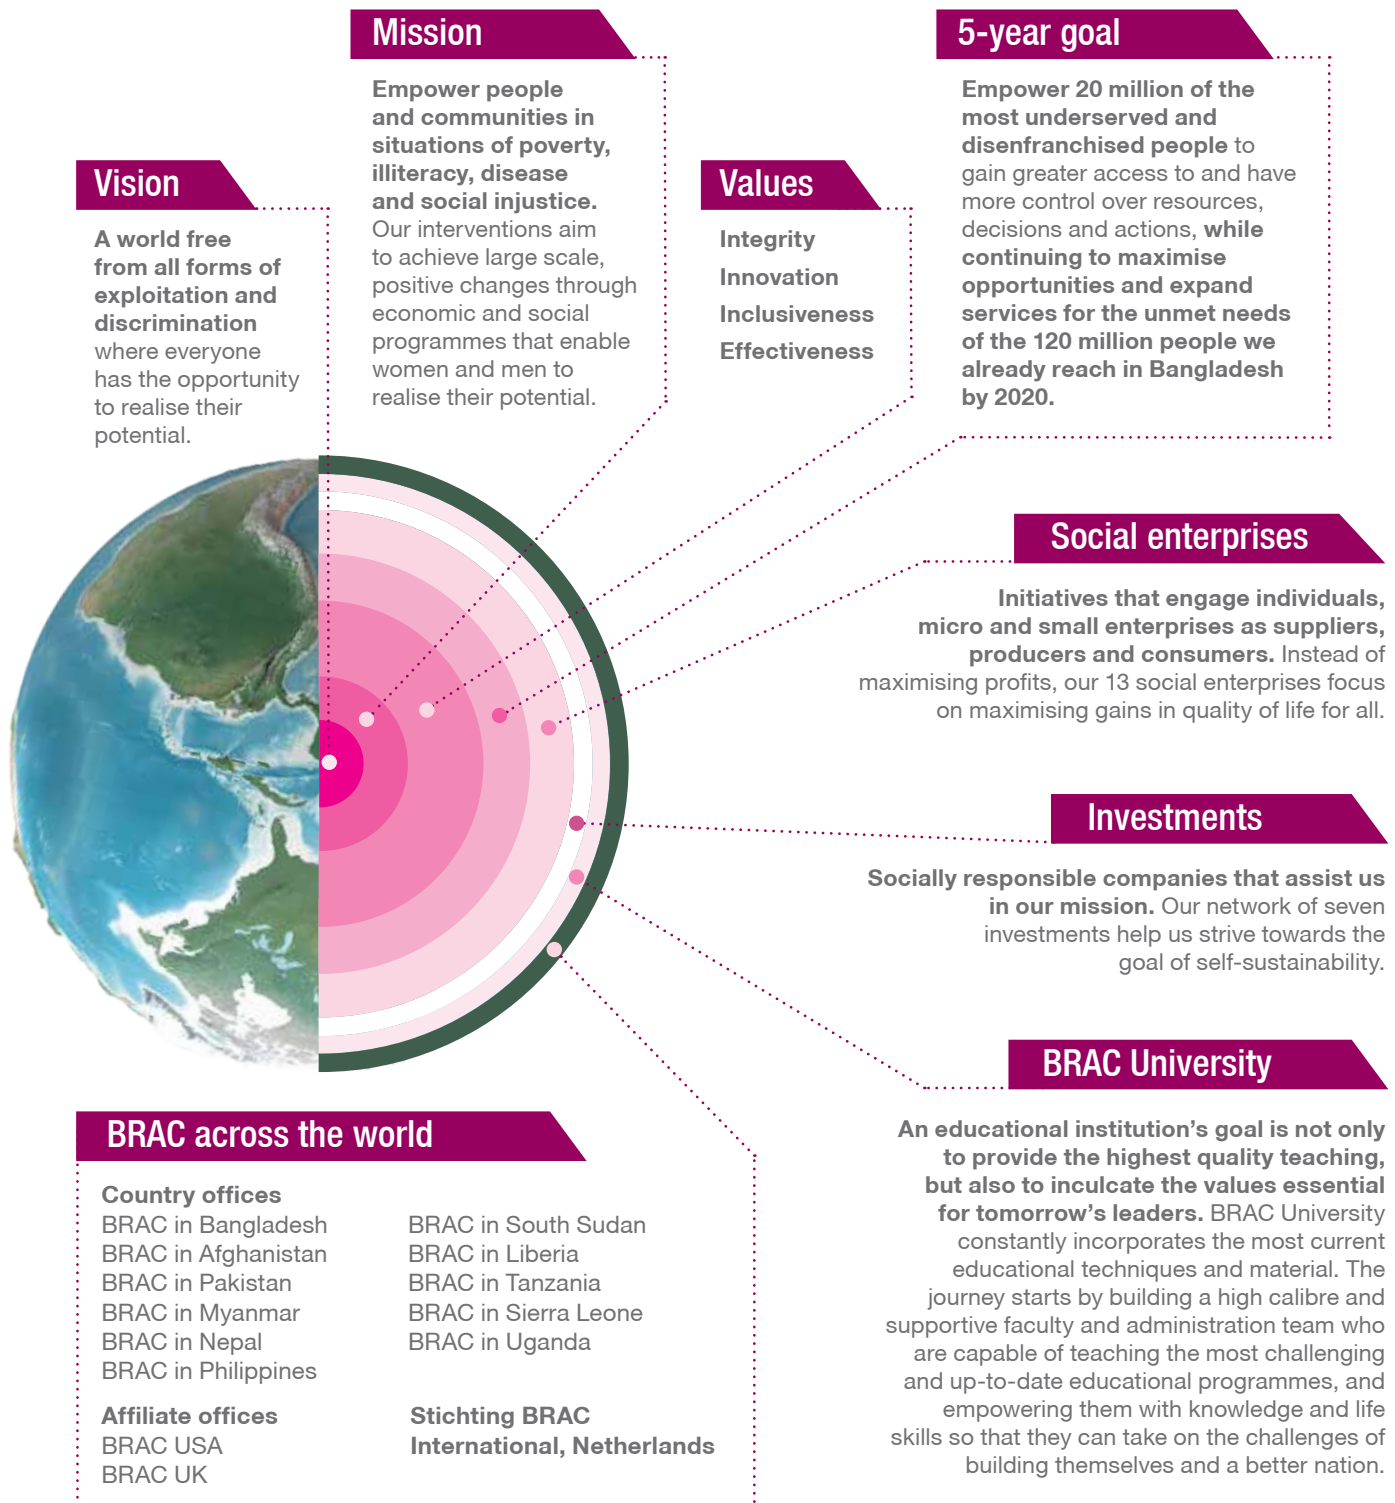 Mission
Empower people
and communities in
situations of poverty,
illiteracy, disease
and social injustice.
Our interventions aim
to achieve large scale,
positive changes through
economic and social
programmes that enable
women and men to
realise their potential.
5-year goal
Empower 20 million of the
most underserved and
disenfranchised people to
gain greater access to and have
more control over resources,
decisions and actions, while
continuing to maximise
opportunities and expand
services for the unmet needs
of the 120 million people we
already reach in Bangladesh
by 2020.
Vision
A world free
from all forms of
exploitation and
discrimination
where everyone
has the opportunity
to realise their
potential.
Values
Integrity
Innovation
Inclusiveness
Effectiveness
Social enterprises
Initiatives that engage individuals,
micro and small enterprises as suppliers,
producers and consumers. Instead of
maximising profits, our 13 social enterprises focus
on maximising gains in quality of life for all.
Investments
Socially responsible companies that assist us
in our mission. Our network of seven
investments help us strive towards the
goal of self-sustainability.
BRAC University
An educational institution’s goal is not only
to provide the highest quality teaching,
but also to inculcate the values essential
for tomorrow’s leaders. BRAC University
constantly incorporates the most current
educational techniques and material. The
journey starts by building a high calibre and
supportive faculty and administration team who
are capable of teaching the most challenging
and up-to-date educational programmes, and
empowering them with knowledge and life
skills so that they can take on the challenges of
building themselves and a better nation.
BRAC across the world
Country offices
BRAC in Bangladesh
BRAC in Afghanistan
BRAC in Pakistan
BRAC in Myanmar
BRAC in Nepal
BRAC in Philippines
BRAC in South Sudan
BRAC in Liberia
BRAC in Tanzania
BRAC in Sierra Leone
BRAC in Uganda
Affiliate offices
BRAC USA
BRAC UK
Stichting BRAC
International, Netherlands